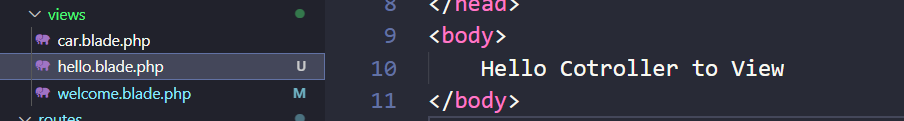 views
car.blade.php
hello.blade.php U
welcome.blade.php M
routes
8 </head>
9 <body>
10 Hello Cotroller to View
11 </body>